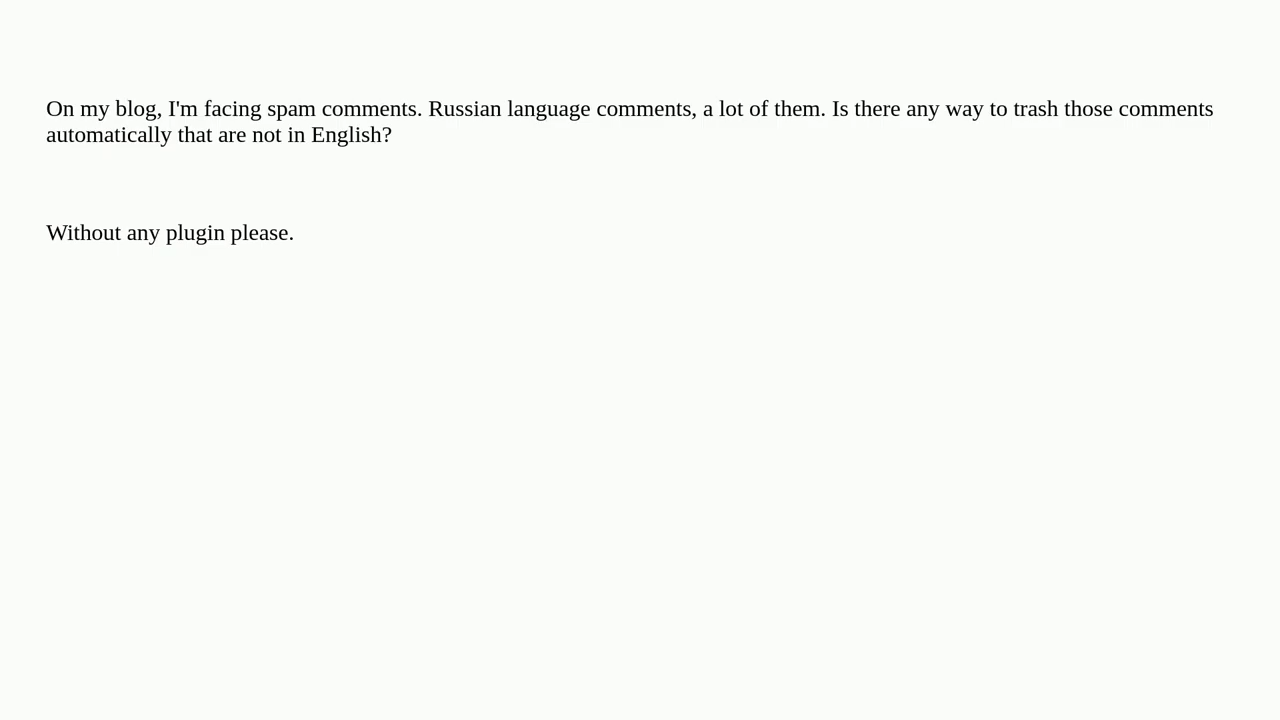 On my blog, I'm facing spam comments. Russian language comments, a lot of them. Is there any way to trash those comments
automatically that are not in English?
Without any plugin please.